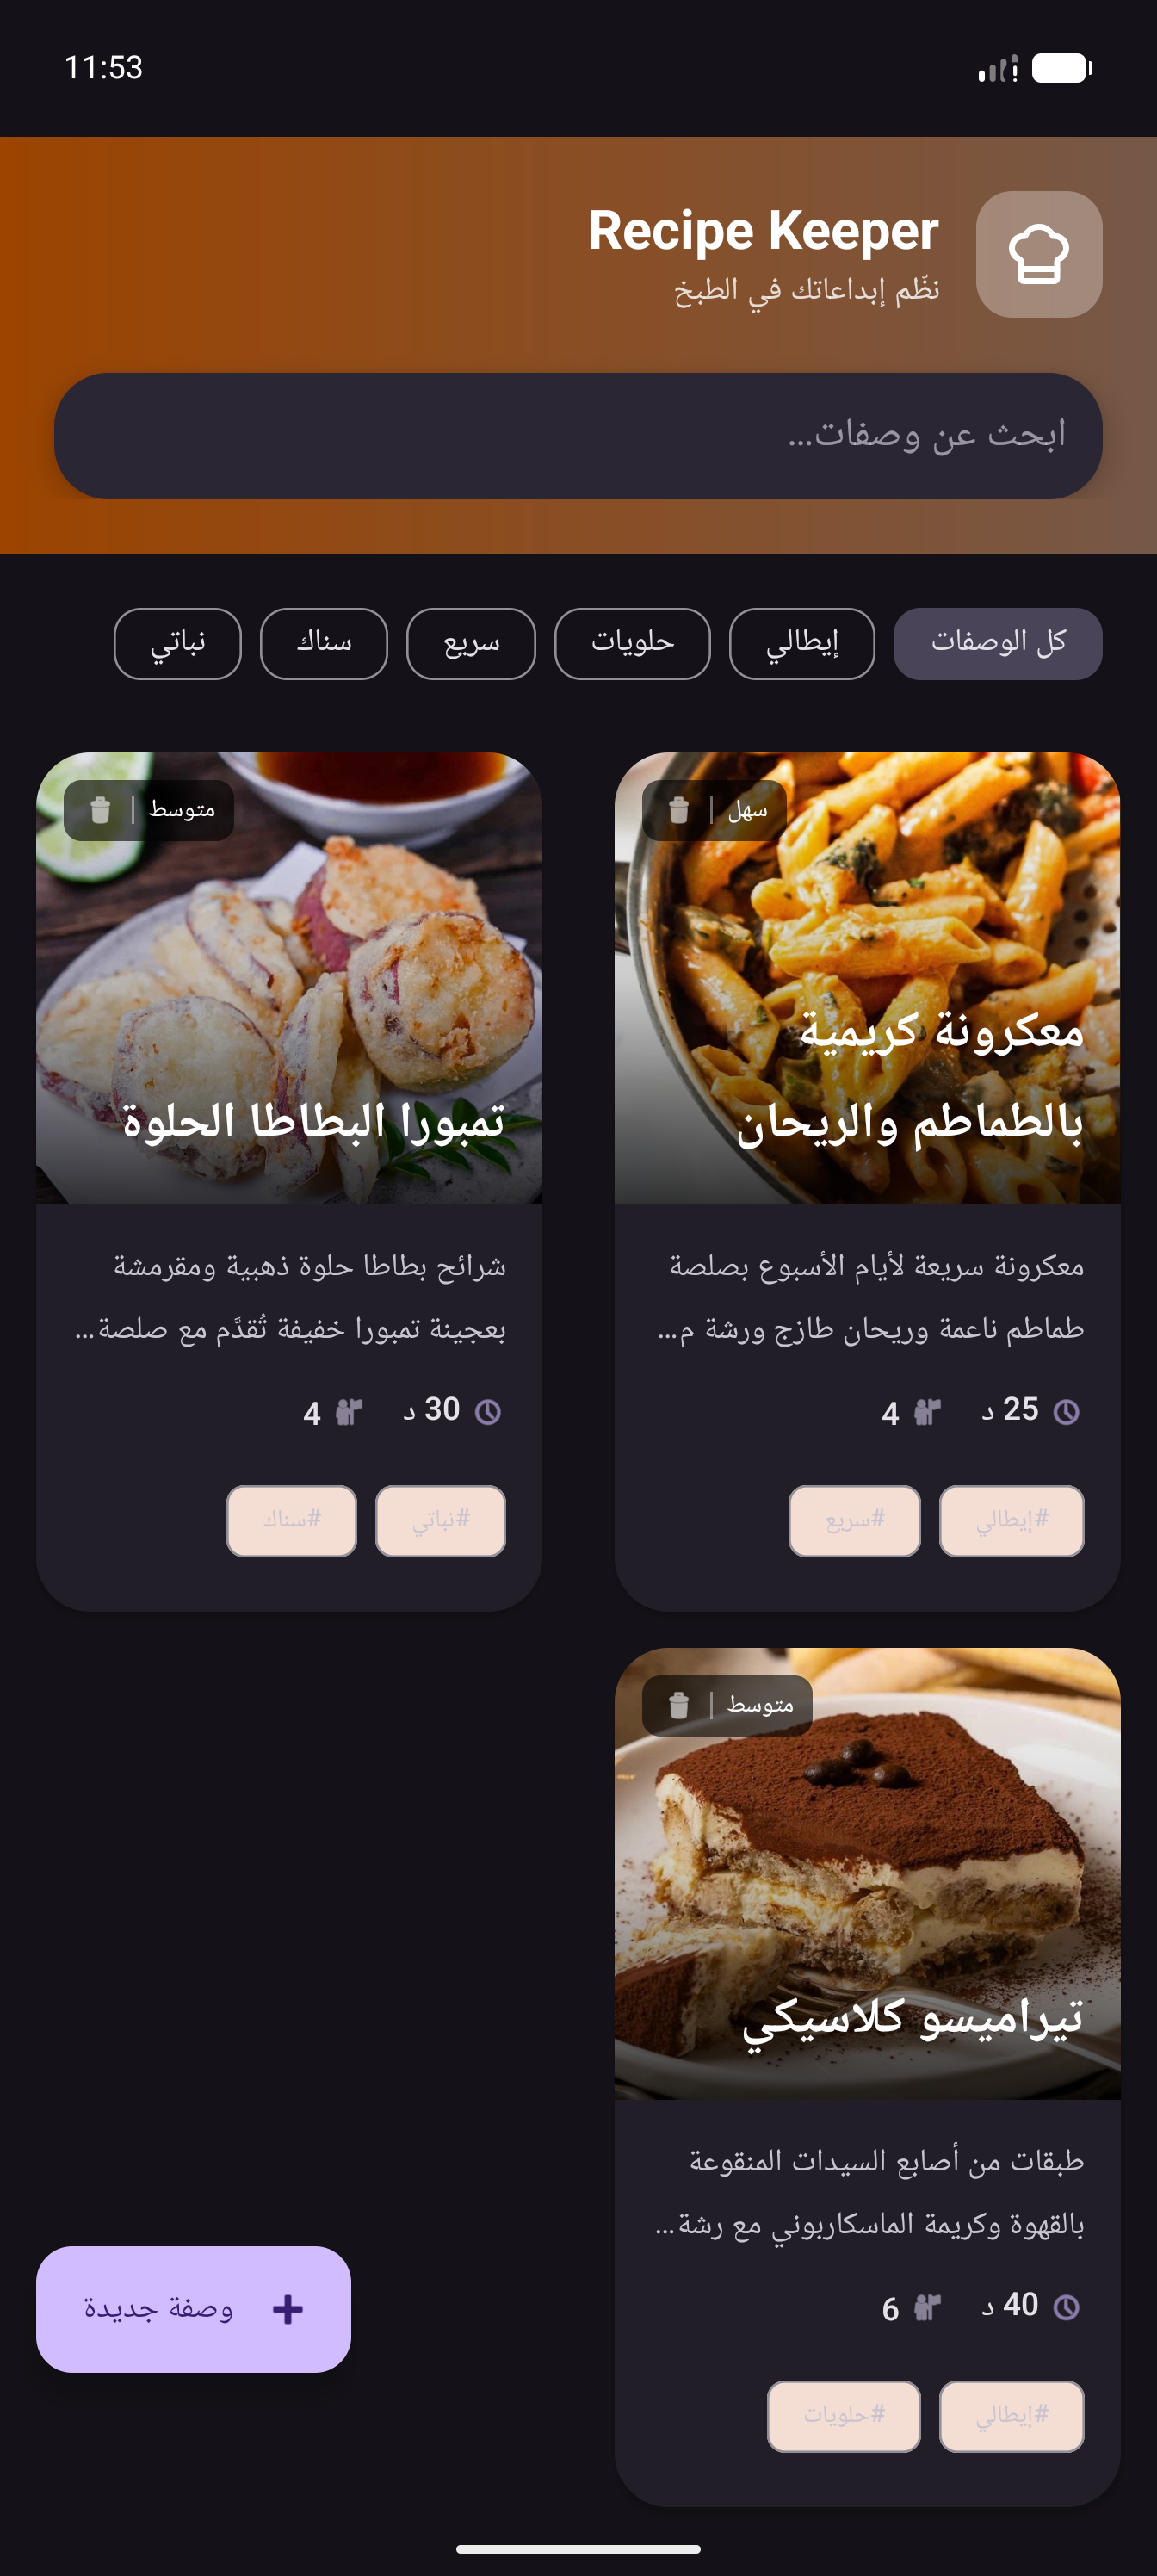 11:53
Recipe Keeper
نظّم إبداعاتك في الطبخ
ابحث عن وصفات...
كل الوصفات
إيطالي
حلويات
سريع
سناك
نباتي
سهل
معكرونة كريمية
بالطماطم والريحان
معكرونة سريعة لأيام الأسبوع بصلصة
طماطم ناعمة وريحان طازج ورشة م...
25 د
4
#إيطالي
#سريع
متوسط
تمبورا البطاطا الحلوة
شرائح بطاطا حلوة ذهبية ومقرمشة
بعجينة تمبورا خفيفة تُقدَّم مع صلصة...
30 د
4
#نباتي
#سناك
متوسط
تيراميسو كلاسيكي
طبقات من أصابع السيدات المنقوعة
بالقهوة وكريمة الماسكاربوني مع رشة...
40 د
6
#إيطالي
#حلويات
وصفة جديدة